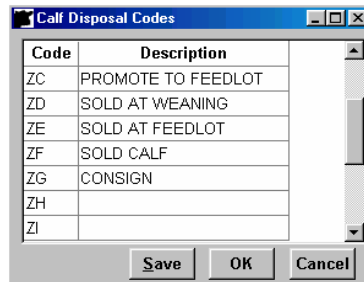 Calf Disposal Codes
Code Description
ZC PROMOTE TO FEEDLOT
ZD SOLD AT WEANING
ZE SOLD AT FEEDLOT
ZF SOLD CALF
ZG CONSIGN
ZH
ZI
Save OK Cancel